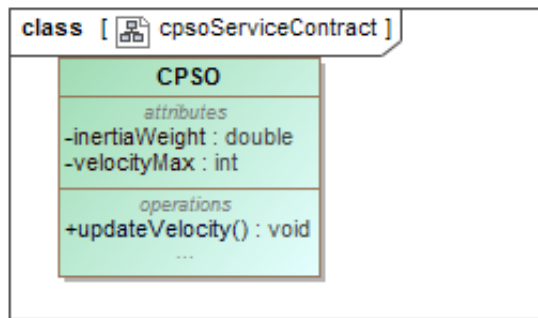 class [ cpsoServiceContract ]
CPSO
attributes
-inertiaWeight : double
-velocityMax : int
operations
+updateVelocity() : void
...